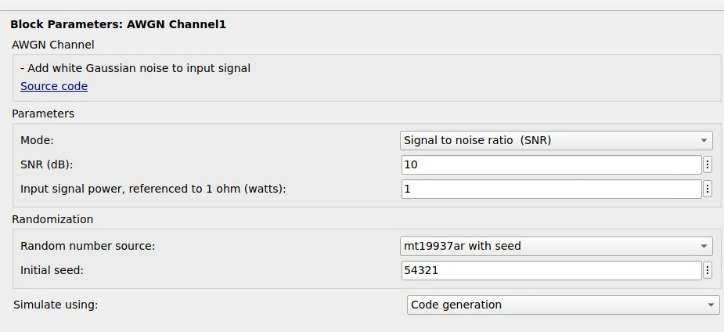 Block Parameters: AWGN Channel1
AWGN Channel
- Add white Gaussian noise to input signal
Source code
Parameters
Mode: Signal to noise ratio  (SNR)
SNR (dB): 10
Input signal power, referenced to 1 ohm (watts): 1
Randomization
Random number source: mt19937ar with seed
Initial seed: 54321
Simulate using: Code generation